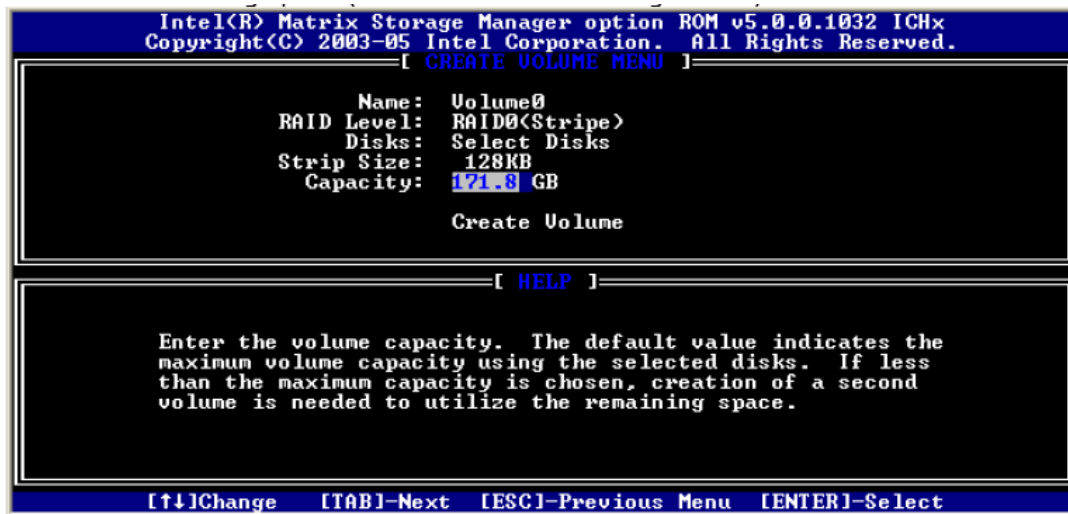 Intel(R) Matrix Storage Manager option ROM v5.0.0.1032 ICHx
Copyright(C) 2003-05 Intel Corporation. All Rights Reserved.
[ CREATE VOLUME MENU ]
Name: Volume0
RAID Level: RAID0(Stripe)
Disks: Select Disks
Strip Size: 128KB
Capacity: 171.8 GB
Create Volume
[ HELP ]
Enter the volume capacity. The default value indicates the
maximum volume capacity using the selected disks. If less
than the maximum capacity is chosen, creation of a second
volume is needed to utilize the remaining space.
[↑↓]Change [TAB]-Next [ESC]-Previous Menu [ENTER]-Select